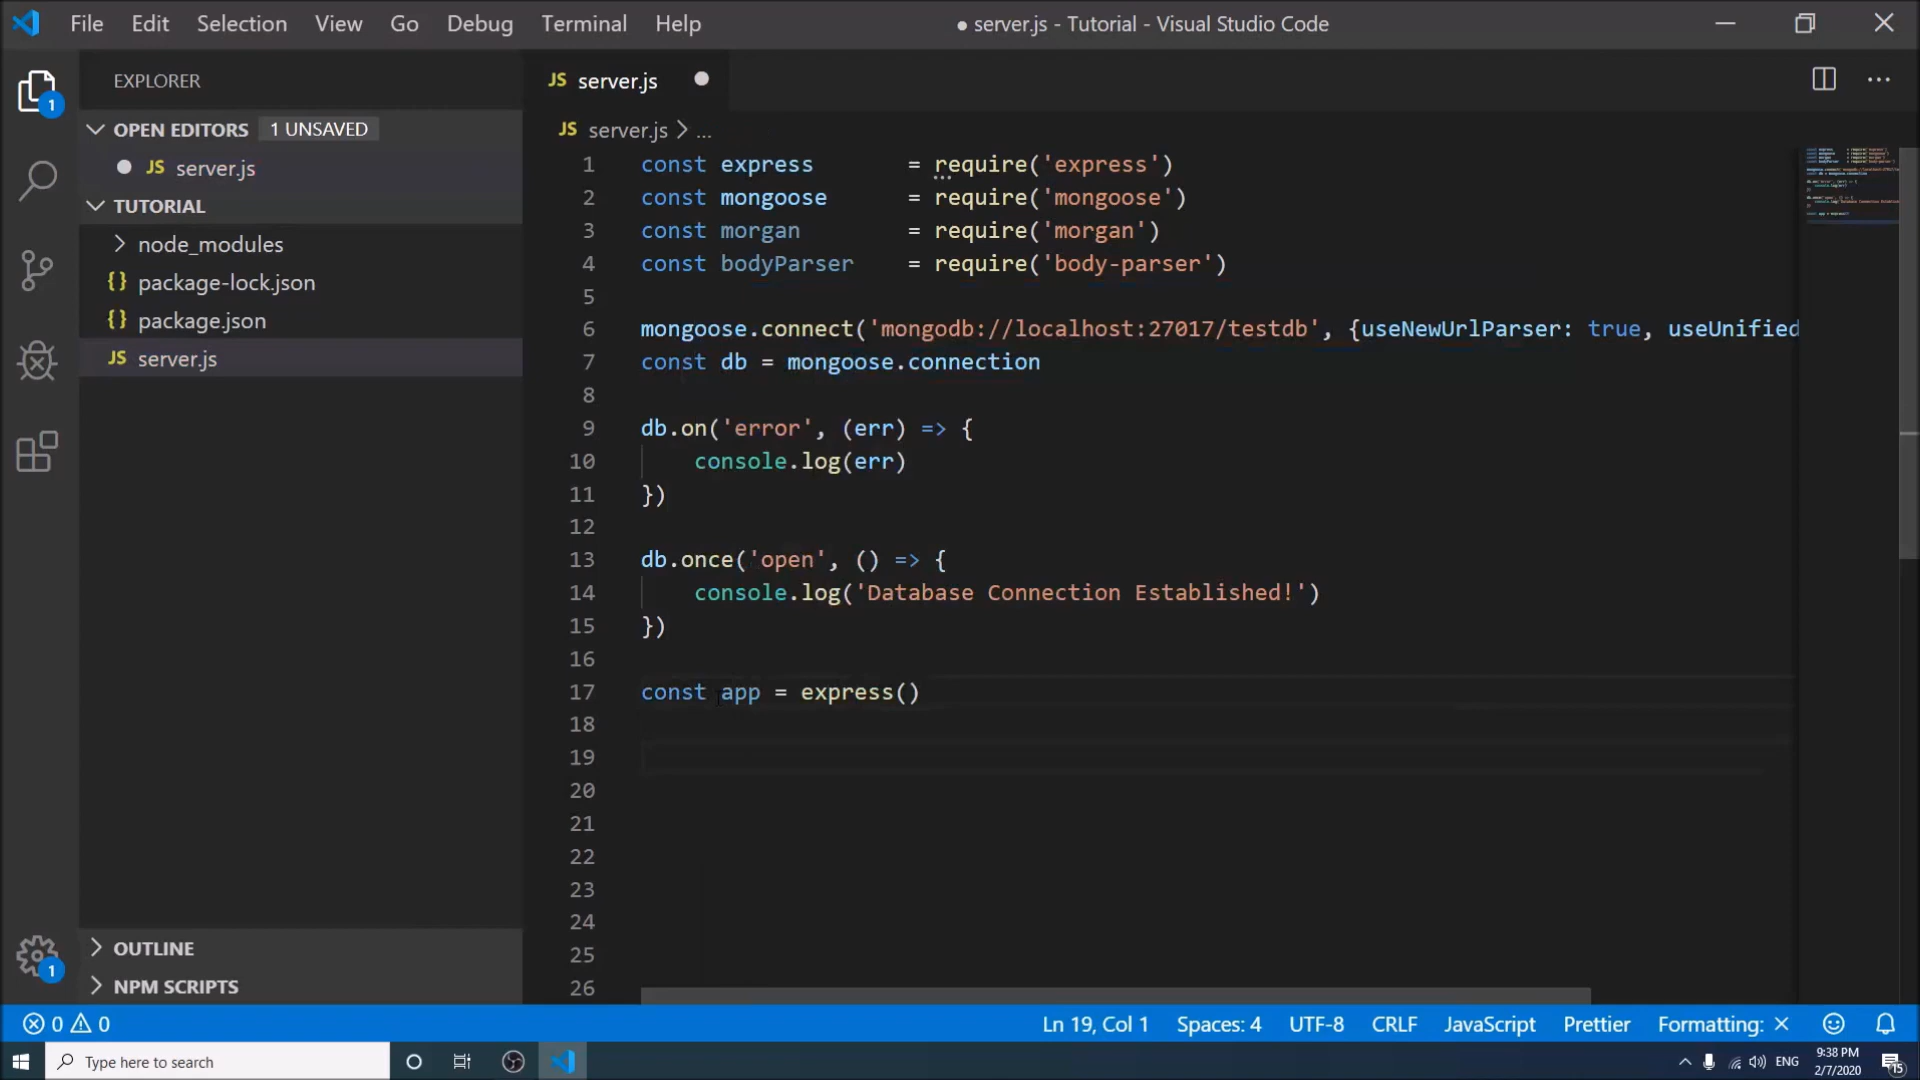 File Edit Selection View Go Debug Terminal Help
● server.js - Tutorial - Visual Studio Code
EXPLORER
1
OPEN EDITORS 1 UNSAVED
JS server.js
TUTORIAL
node_modules
{} package-lock.json
{} package.json
JS server.js
OUTLINE
NPM SCRIPTS
1
JS server.js
JS server.js > ...
1 const express = require('express')
2 const mongoose = require('mongoose')
3 const morgan = require('morgan')
4 const bodyParser = require('body-parser')
5
6 mongoose.connect('mongodb://localhost:27017/testdb', {useNewUrlParser: true, useUnified
7 const db = mongoose.connection
8
9 db.on('error', (err) => {
10 console.log(err)
11 })
12
13 db.once('open', () => {
14 console.log('Database Connection Established!')
15 })
16
17 const app = express()
18
19
20
21
22
23
24
25
26
0 0
Ln 19, Col 1 Spaces: 4 UTF-8 CRLF JavaScript Prettier Formatting: ×
Type here to search
ENG
9:38 PM
2/7/2020
15